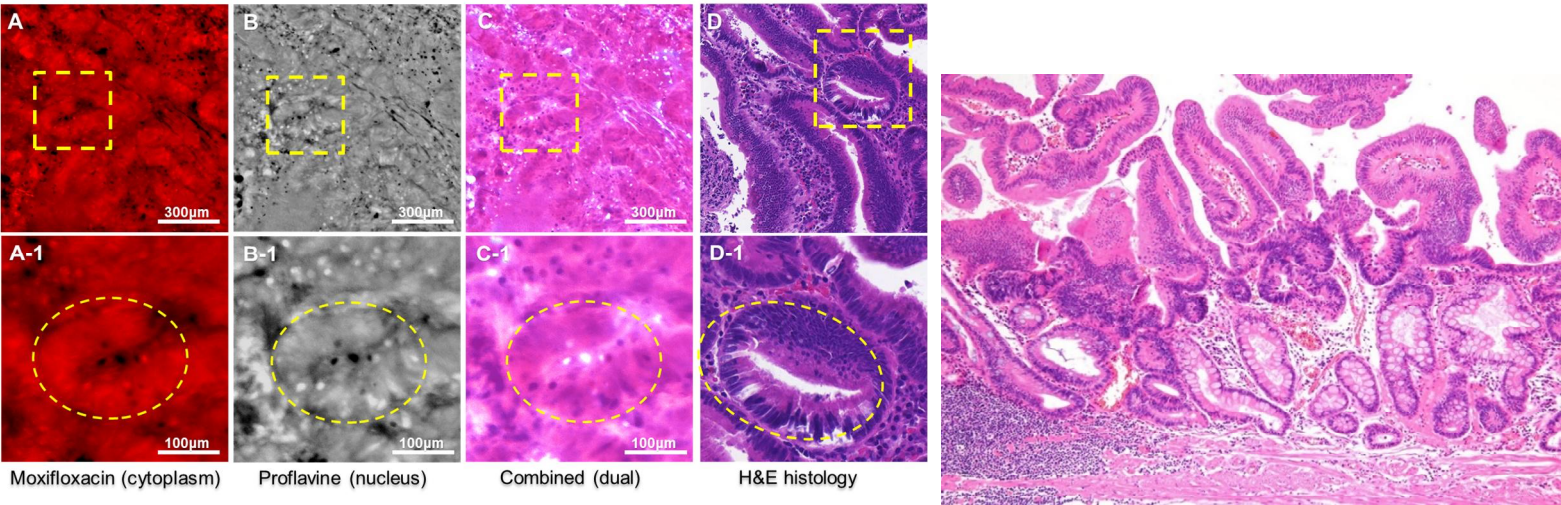 A B C D
300µm 300µm 300µm
A-1 B-1 C-1 D-1
100µm 100µm 100µm
Moxifloxacin (cytoplasm) Proflavine (nucleus) Combined (dual) H&E histology